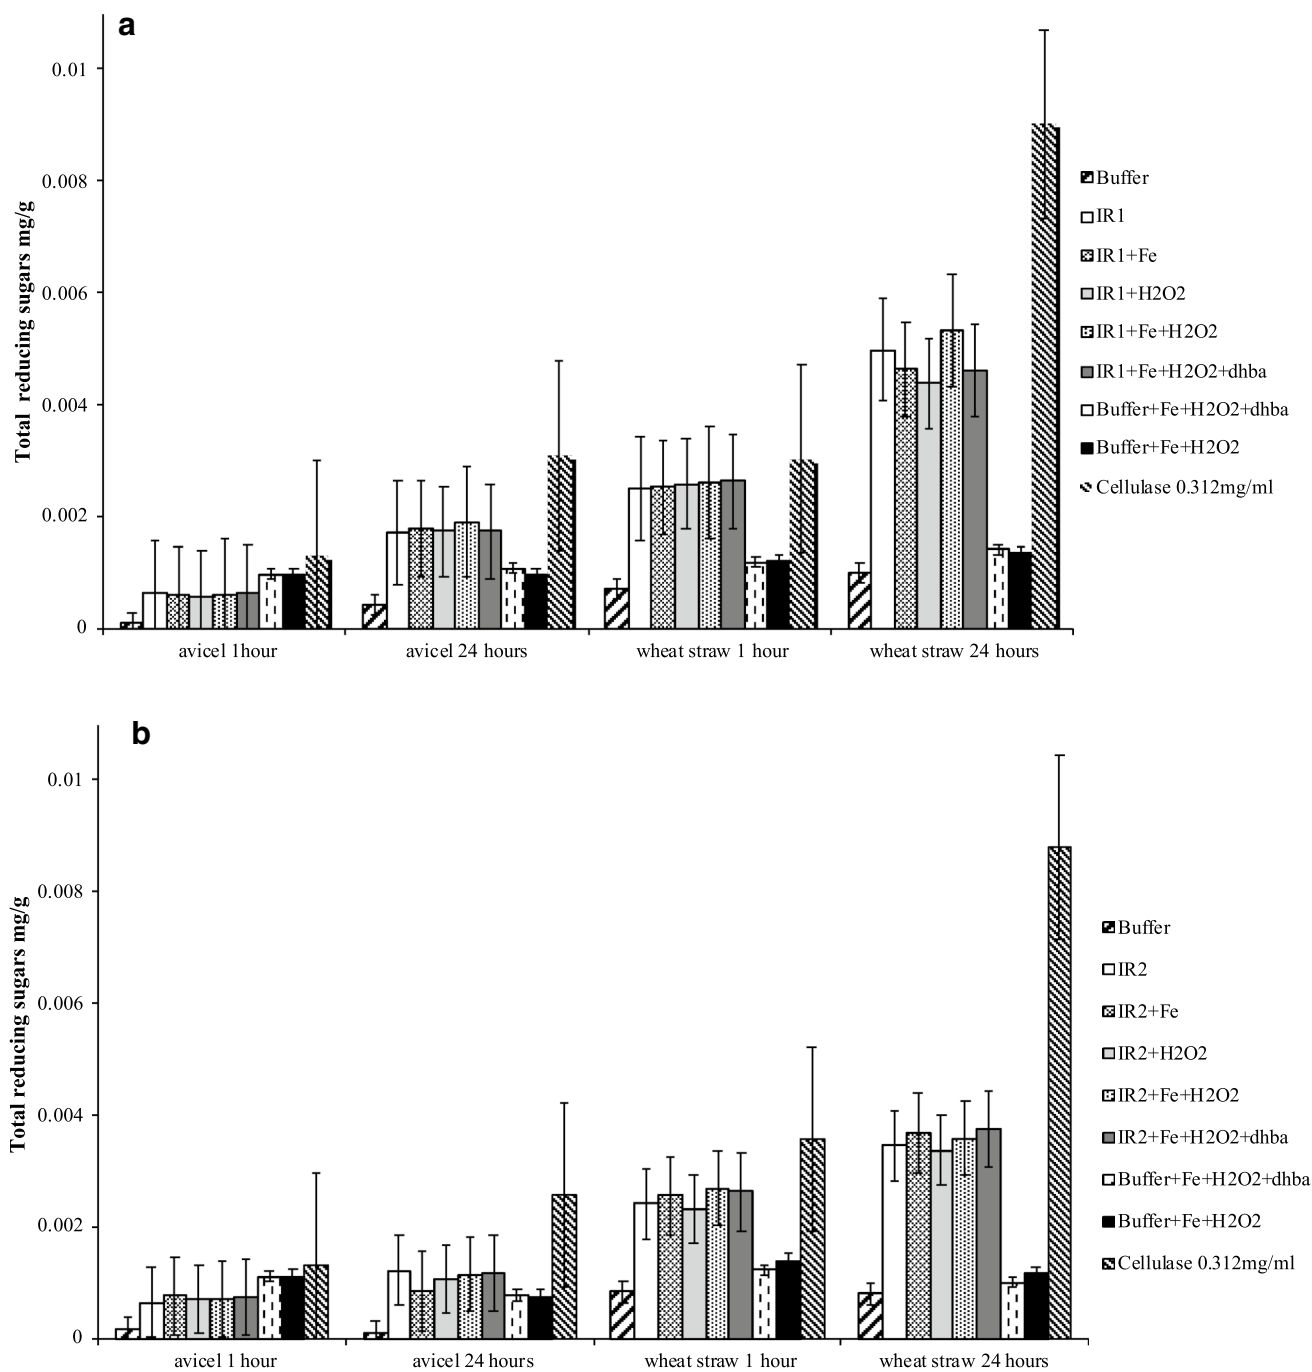 a
Total reducing sugars mg/g
0.01
0.008
0.006
0.004
0.002
0
avicel 1hour
avicel 24 hours
wheat straw 1 hour
wheat straw 24 hours
Buffer
IR1
IR1+Fe
IR1+H2O2
IR1+Fe+H2O2
IR1+Fe+H2O2+dhba
Buffer+Fe+H2O2+dhba
Buffer+Fe+H2O2
Cellulase 0.312mg/ml
b
Total reducing sugars mg/g
0.01
0.008
0.006
0.004
0.002
0
avicel 1 hour
avicel 24 hours
wheat straw 1 hour
wheat straw 24 hours
Buffer
IR2
IR2+Fe
IR2+H2O2
IR2+Fe+H2O2
IR2+Fe+H2O2+dhba
Buffer+Fe+H2O2+dhba
Buffer+Fe+H2O2
Cellulase 0.312mg/ml